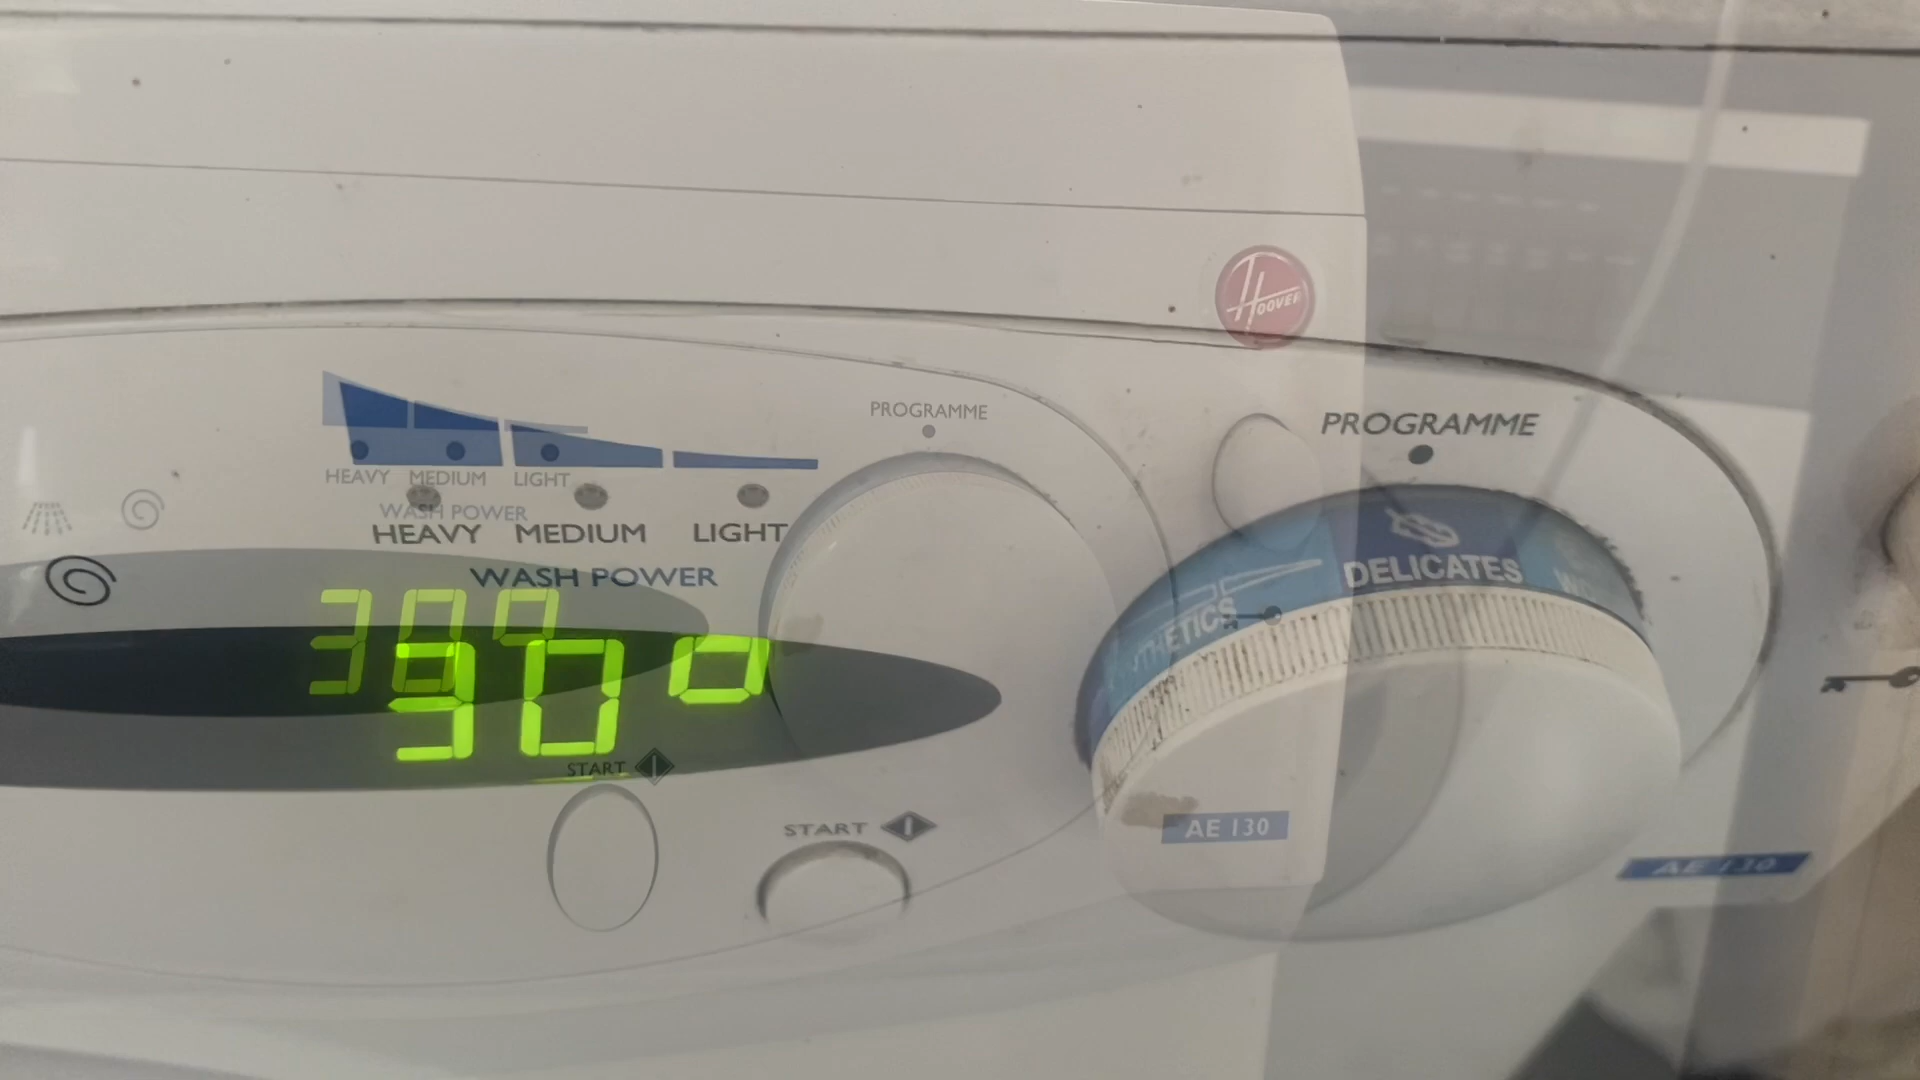 HOOVER
PROGRAMME
PROGRAMME
HEAVY MEDIUM LIGHT
WASH POWER
HEAVY MEDIUM LIGHT
WASH POWER
DELICATES
30°
90°
START
START
AE 130
AE 130